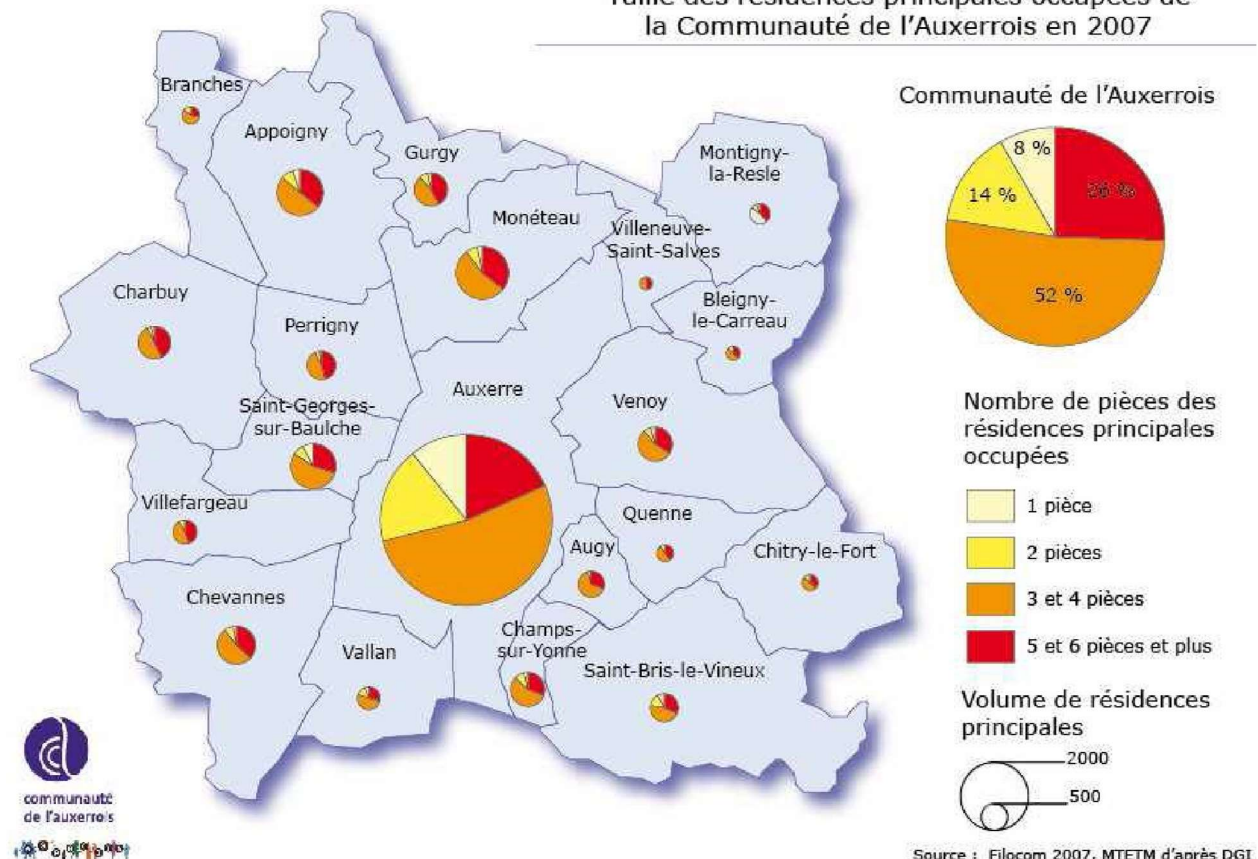 Taille des résidences principales occupées de
la Communauté de l'Auxerrois en 2007
Communauté de l'Auxerrois
8 %
26 %
14 %
52 %
Nombre de pièces des
résidences principales
occupées
1 pièce
2 pièces
3 et 4 pièces
5 et 6 pièces et plus
Volume de résidences
principales
2000
500
Source : Filocom 2007, MTETM d'après DGI
Branches
Appoigny
Gurgy
Montigny-
la-Resle
Monéteau
Villeneuve-
Saint-Salves
Charbuy
Bleigny-
le-Carreau
Perrigny
Auxerre
Venoy
Saint-Georges-
sur-Baulche
Villefargeau
Quenne
Augy
Chitry-le-Fort
Chevannes
Champs-
sur-Yonne
Vallan
Saint-Bris-le-Vineux
communauté
de l'auxerrois